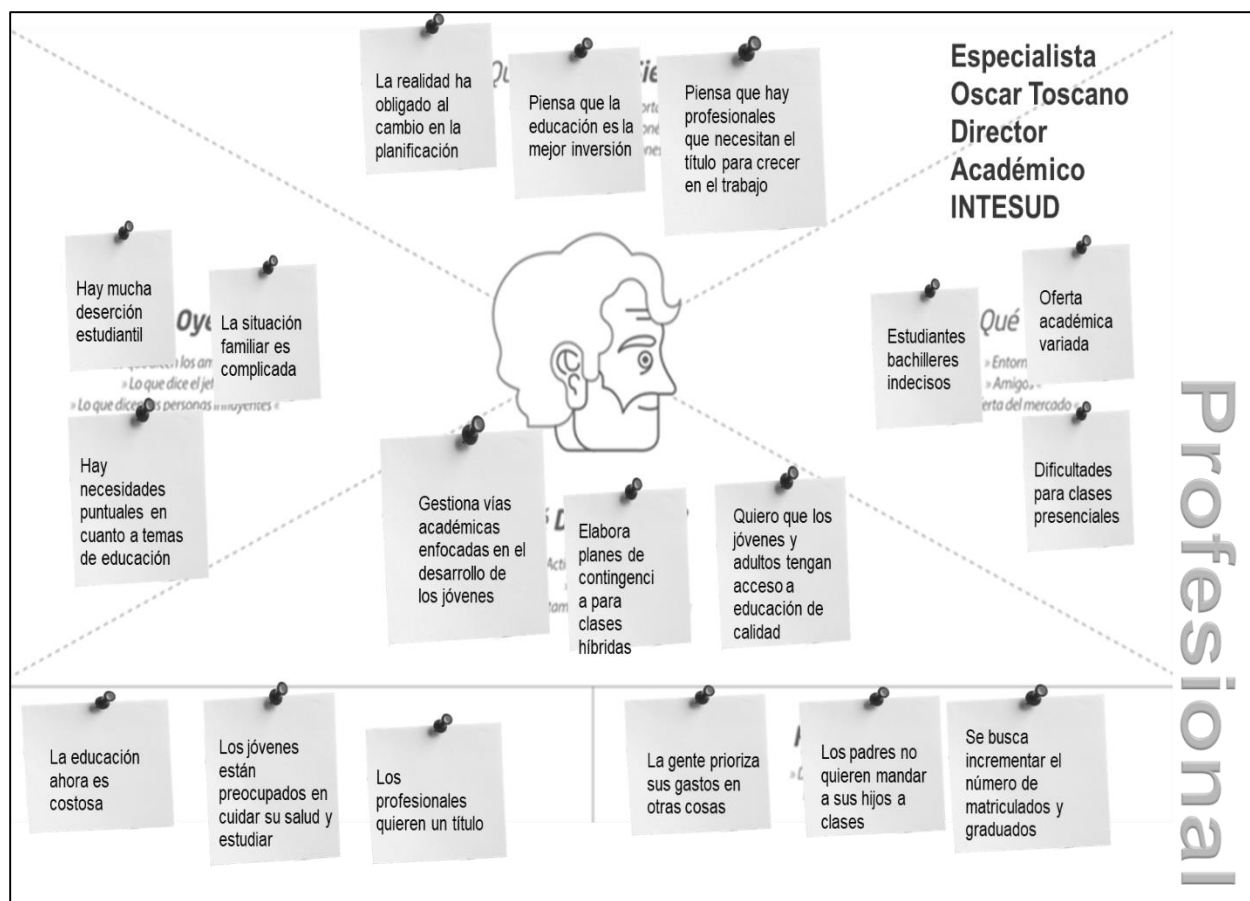 La realidad ha
obligado al
cambio en la
planificación
Piensa que la
educación es la
mejor inversión
Piensa que hay
profesionales
que necesitan el
título para crecer
en el trabajo
Especialista
Oscar Toscano
Director
Académico
INTESUD
Hay mucha
deserción
estudiantil
La situación
familiar es
complicada
Oye
» Lo que dice el
» Lo que
personas influyentes «
Hay
necesidades
puntuales en
cuanto a temas
de educación
Estudiantes
bachilleres
indecisos
Oferta
académica
variada
Qué
» Amigos «
del mercado «
Dificultades
para clases
presenciales
Gestiona vías
académicas
enfocadas en el
desarrollo de
los jóvenes
Elabora
planes de
contingenci
a para
clases
híbridas
Quiero que los
jóvenes y
adultos tengan
acceso a
educación de
calidad
La educación
ahora es
costosa
Los jóvenes
están
preocupados en
cuidar su salud y
estudiar
Los
profesionales
quieren un título
La gente prioriza
sus gastos en
otras cosas
Los padres no
quieren mandar
a sus hijos a
clases
Se busca
incrementar el
número de
matriculados y
graduados
Profesional